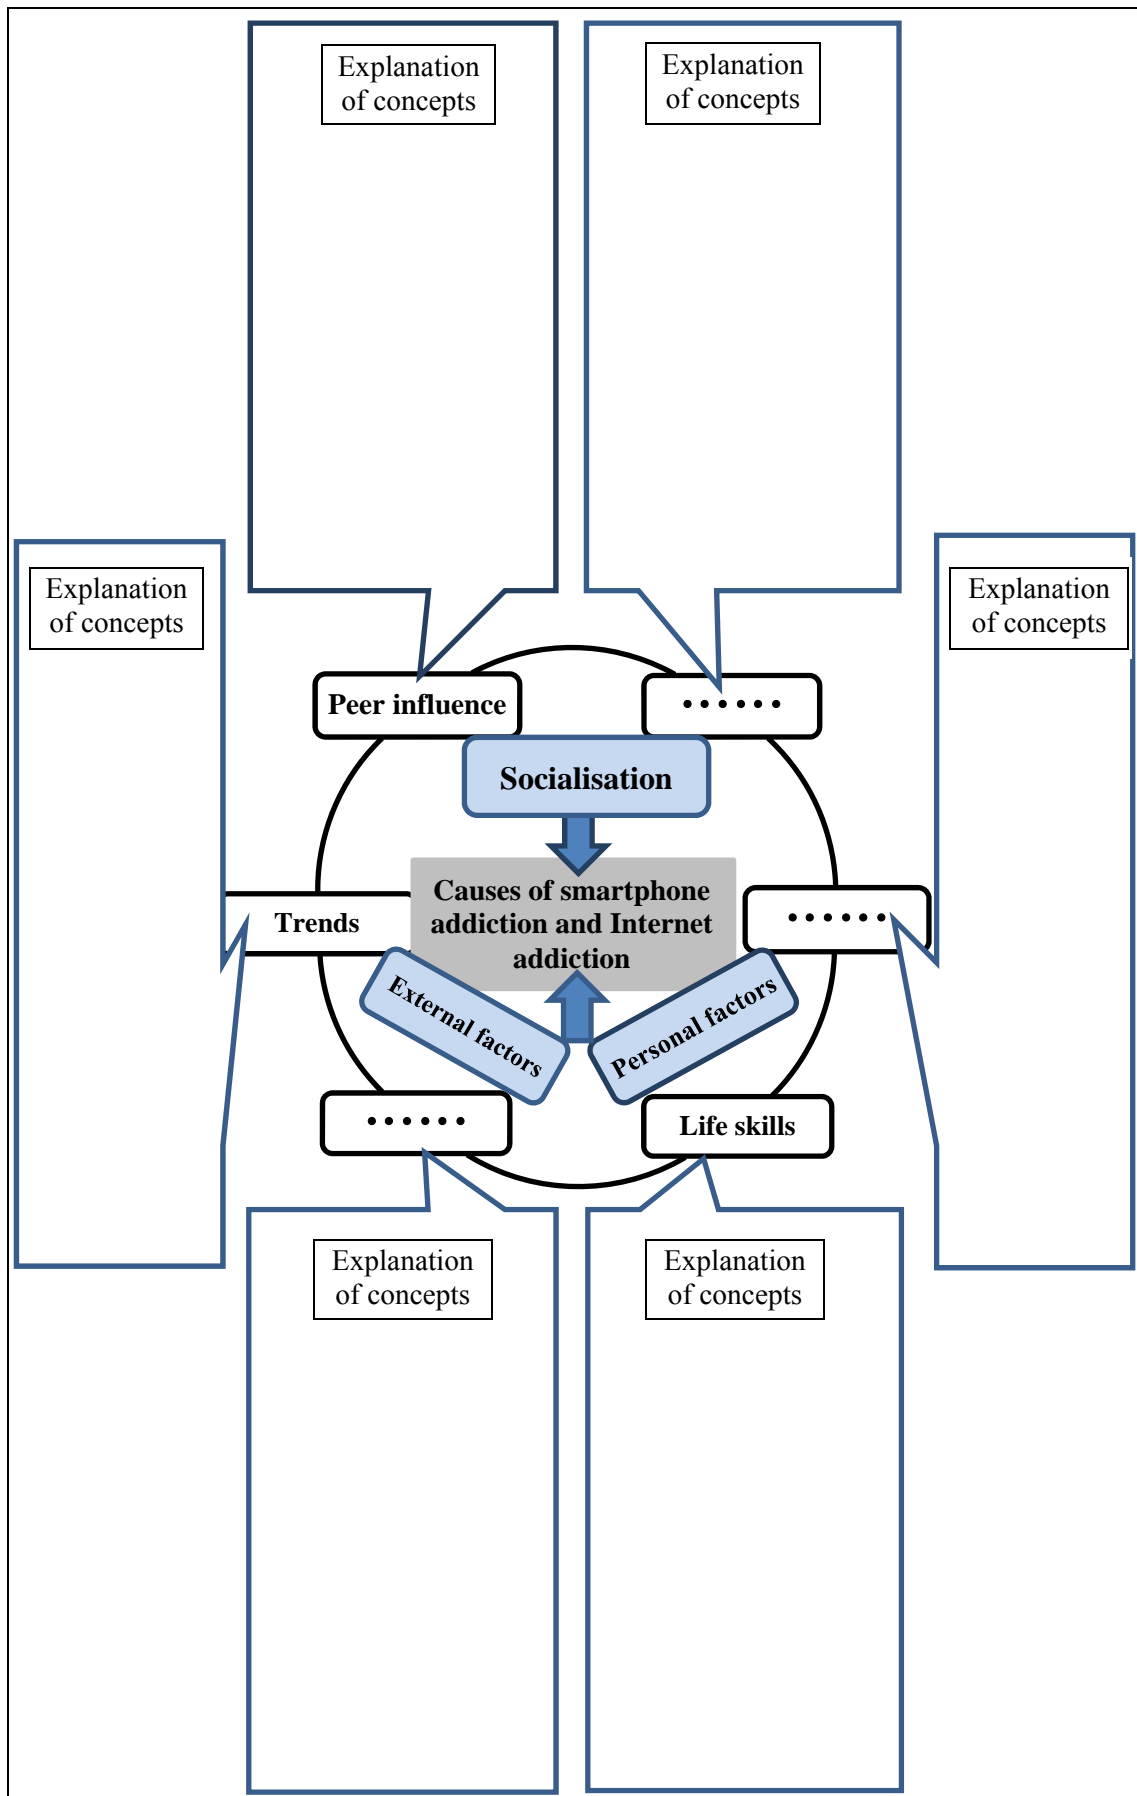 Explanation
of concepts
Explanation
of concepts
Explanation
of concepts
Explanation
of concepts
Peer influence
......
Socialisation
Causes of smartphone
addiction and Internet
addiction
Trends
......
External factors
Personal factors
......
Life skills
Explanation
of concepts
Explanation
of concepts